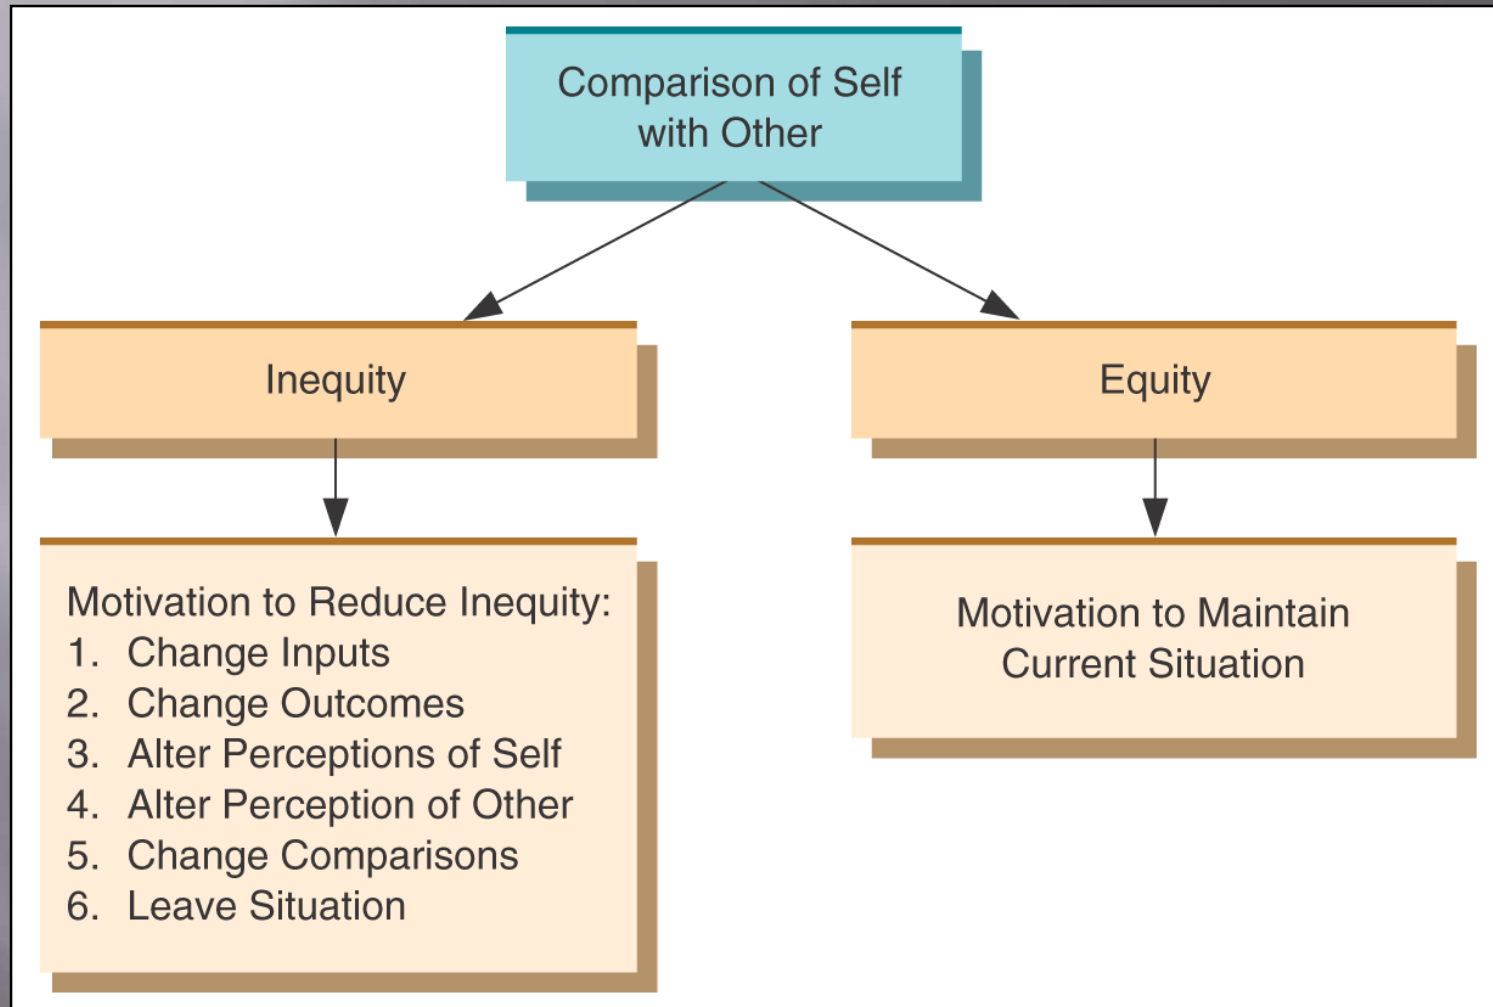 Comparison of Self
with Other
Inequity
Equity
Motivation to Reduce Inequity:
1. Change Inputs
2. Change Outcomes
3. Alter Perceptions of Self
4. Alter Perception of Other
5. Change Comparisons
6. Leave Situation
Motivation to Maintain
Current Situation